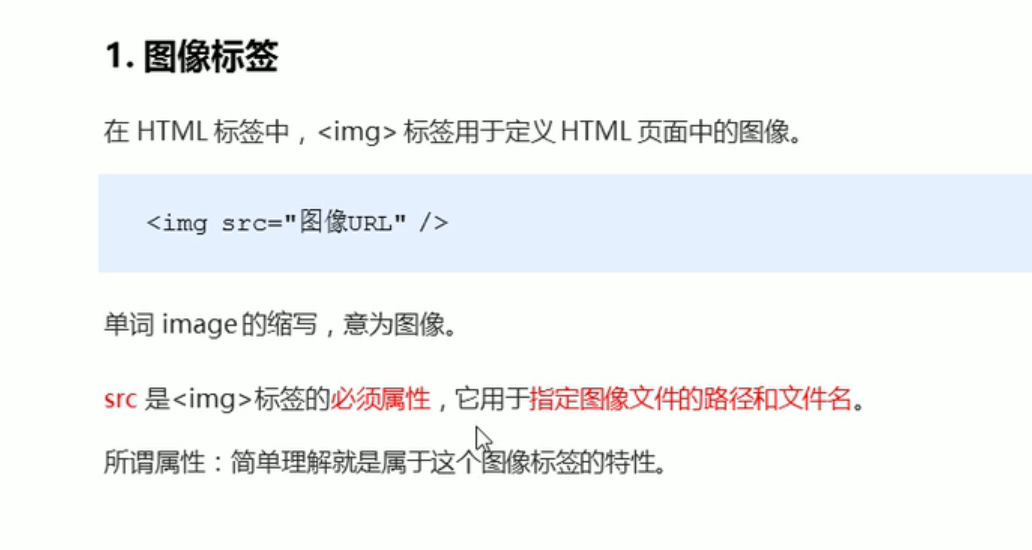 1. 图像标签
在 HTML 标签中，<img> 标签用于定义 HTML 页面中的图像。
<img src="图像URL" />
单词 image 的缩写，意为图像。
src 是<img>标签的必须属性，它用于指定图像文件的路径和文件名。
所谓属性：简单理解就是属于这个图像标签的特性。